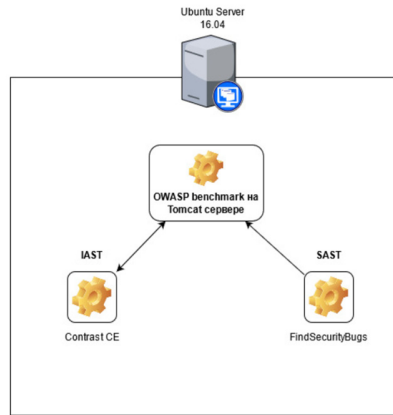 Ubuntu Server
16.04
OWASP benchmark на
Tomcat сервере
IAST
SAST
Contrast CE
FindSecurityBugs